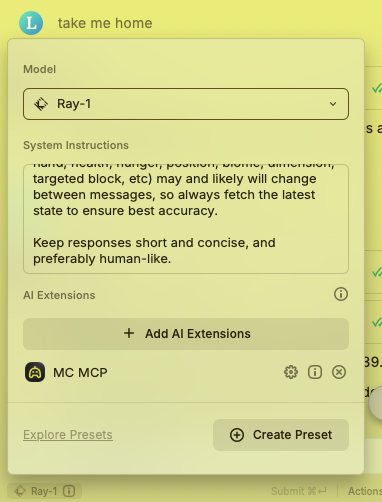 L take me home
Model
Ray-1
System Instructions
hand, health, hunger, position, biome, dimension,
targeted block, etc) may and likely will change
between messages, so always fetch the latest
state to ensure best accuracy.
Keep responses short and concise, and
preferably human-like.
AI Extensions
+ Add AI Extensions
MC MCP
Explore Presets
Create Preset
Ray-1
Submit ⌘↵
Actions
s a
39.